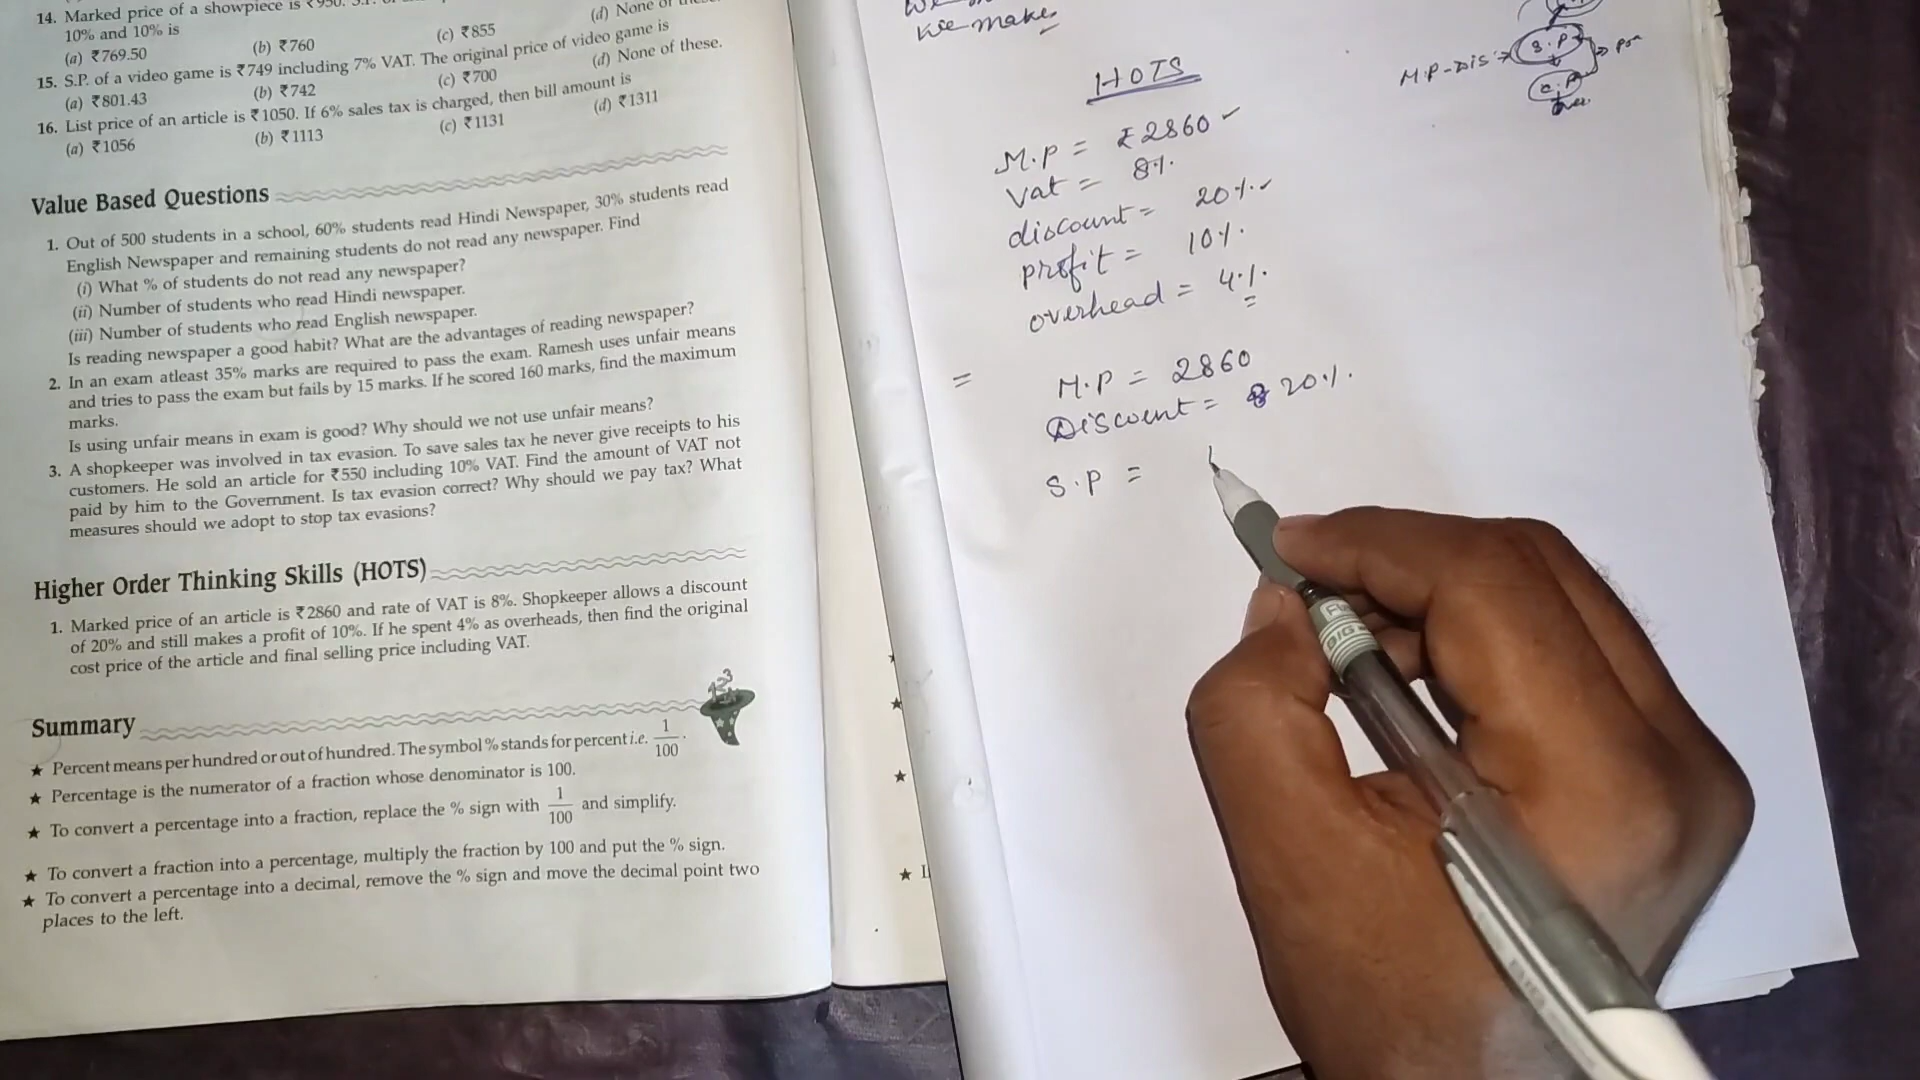 14. Marked price of a showpiece is ₹950. S.P.
10% and 10% is
(a) ₹769.50 (b) ₹760 (c) ₹855 (d) None of these.
15. S.P. of a video game is ₹749 including 7% VAT. The original price of video game is
(a) ₹801.43 (b) ₹742 (c) ₹700 (d) None of these.
16. List price of an article is ₹1050. If 6% sales tax is charged, then bill amount is
(a) ₹1056 (b) ₹1113 (c) ₹1131 (d) ₹1311
Value Based Questions
1. Out of 500 students in a school, 60% students read Hindi Newspaper, 30% students read
English Newspaper and remaining students do not read any newspaper. Find
(i) What % of students do not read any newspaper?
(ii) Number of students who read Hindi newspaper.
(iii) Number of students who read English newspaper.
Is reading newspaper a good habit? What are the advantages of reading newspaper?
2. In an exam atleast 35% marks are required to pass the exam. Ramesh uses unfair means
and tries to pass the exam but fails by 15 marks. If he scored 160 marks, find the maximum
marks.
Is using unfair means in exam is good? Why should we not use unfair means?
3. A shopkeeper was involved in tax evasion. To save sales tax he never give receipts to his
customers. He sold an article for ₹550 including 10% VAT. Find the amount of VAT not
paid by him to the Government. Is tax evasion correct? Why should we pay tax? What
measures should we adopt to stop tax evasions?
Higher Order Thinking Skills (HOTS)
1. Marked price of an article is ₹2860 and rate of VAT is 8%. Shopkeeper allows a discount
of 20% and still makes a profit of 10%. If he spent 4% as overheads, then find the original
cost price of the article and final selling price including VAT.
Summary
★ Percent means per hundred or out of hundred. The symbol % stands for percent i.e. 1/100.
★ Percentage is the numerator of a fraction whose denominator is 100.
★ To convert a percentage into a fraction, replace the % sign with 1/100 and simplify.
★ To convert a fraction into a percentage, multiply the fraction by 100 and put the % sign.
★ To convert a percentage into a decimal, remove the % sign and move the decimal point two
places to the left.
we make
HOTS
M.P = ₹2860 ✓
Vat = 8%.
discount = 20%. ✓
profit = 10%.
overhead = 4%.
= M.P = 2860
Discount = 20%.
S.P =
M.P-Dis → S.P
C.P